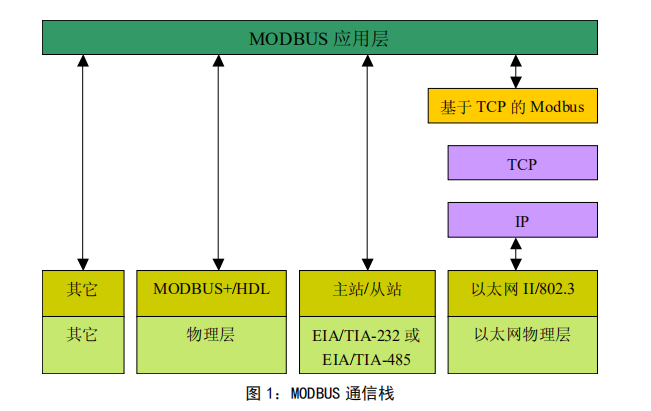 MODBUS 应用层
基于 TCP 的 Modbus
TCP
IP
其它
MODBUS+/HDL
主站/从站
以太网 II/802.3
其它
物理层
EIA/TIA-232 或
EIA/TIA-485
以太网物理层
图 1：MODBUS 通信栈